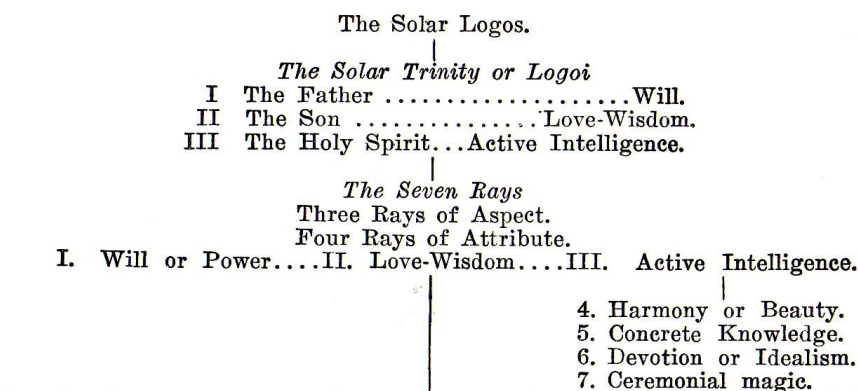 The Solar Logos.
The Solar Trinity or Logoi
I The Father .....................Will.
II The Son ................Love-Wisdom.
III The Holy Spirit...Active Intelligence.
The Seven Rays
Three Rays of Aspect.
Four Rays of Attribute.
I. Will or Power....II. Love-Wisdom....III. Active Intelligence.
4. Harmony or Beauty.
5. Concrete Knowledge.
6. Devotion or Idealism.
7. Ceremonial magic.